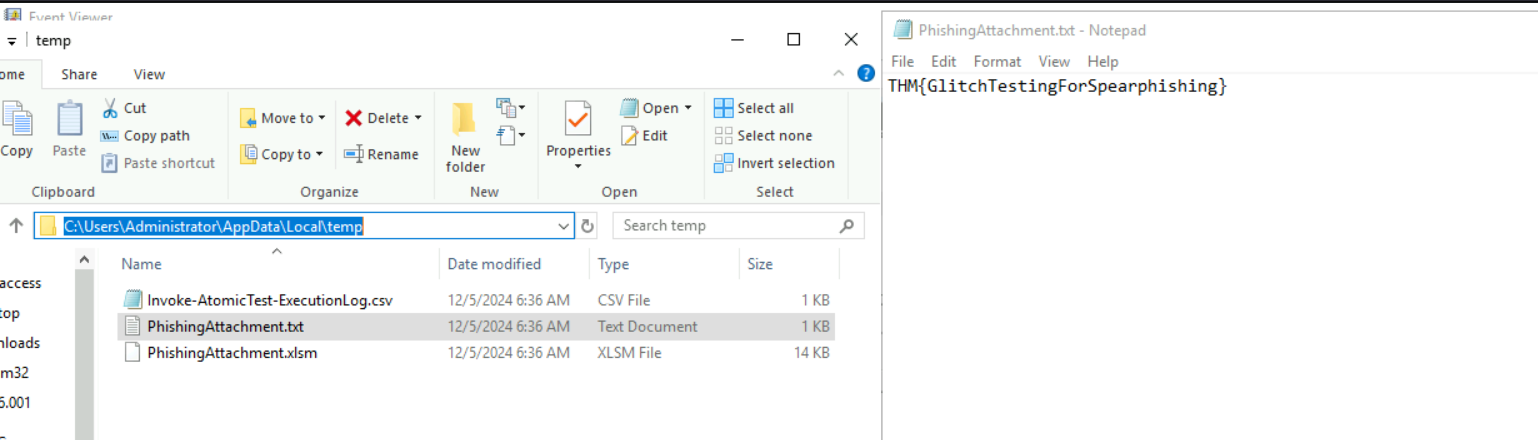 Event Viewer
temp
ome Share View
Copy
Paste
Cut
Copy path
Paste shortcut
Clipboard
Move to
Copy to
Delete
Rename
Organize
New folder
New
Properties
Open
Edit
Open
Select all
Select none
Invert selection
Select
C:\Users\Administrator\AppData\Local\temp
Search temp
access
top
nloads
m32
6.001
Name Date modified Type Size
Invoke-AtomicTest-ExecutionLog.csv 12/5/2024 6:36 AM CSV File 1 KB
PhishingAttachment.txt 12/5/2024 6:36 AM Text Document 1 KB
PhishingAttachment.xlsm 12/5/2024 6:36 AM XLSM File 14 KB
PhishingAttachment.txt - Notepad
File Edit Format View Help
THM{GlitchTestingForSpearphishing}